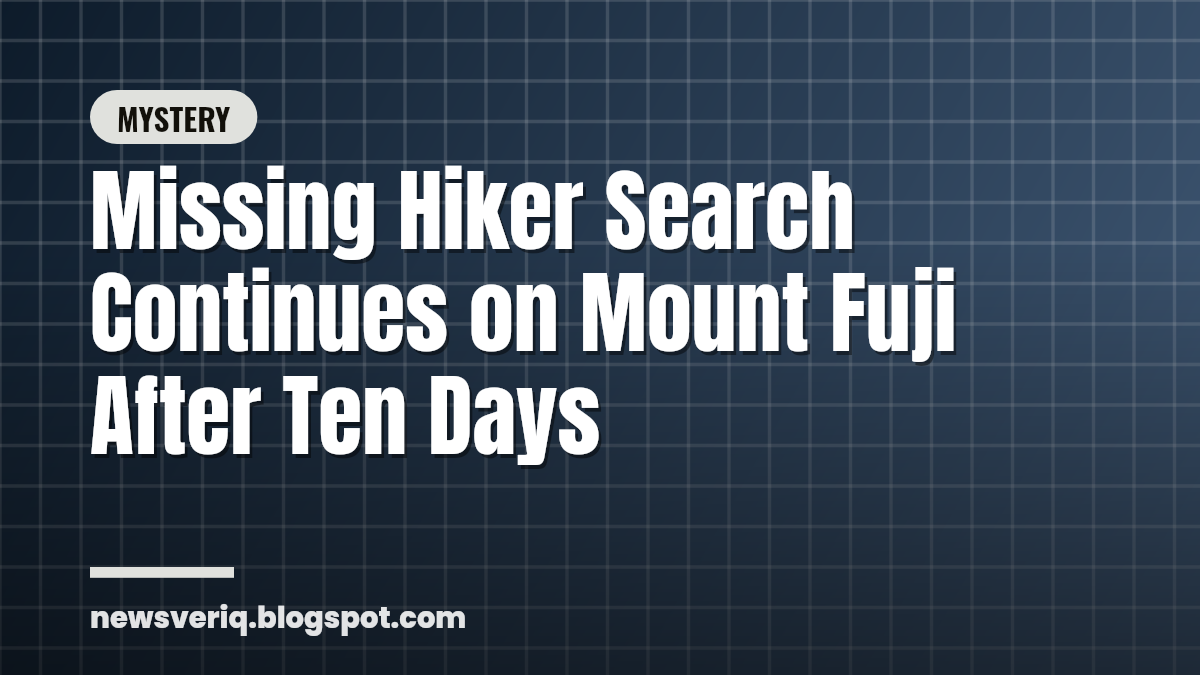 MYSTERY
Missing Hiker Search
Continues on Mount Fuji
After Ten Days
newsveriq.blogspot.com